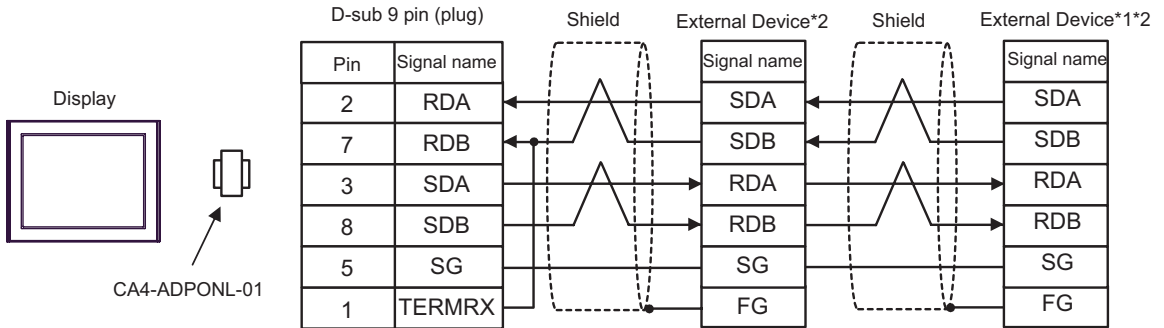 D-sub 9 pin (plug) Shield External Device*2 Shield External Device*1*2
Pin Signal name Signal name Signal name
Display
2 RDA SDA SDA
7 RDB SDB SDB
3 SDA RDA RDA
8 SDB RDB RDB
5 SG SG SG
CA4-ADPONL-01
1 TERMRX FG FG